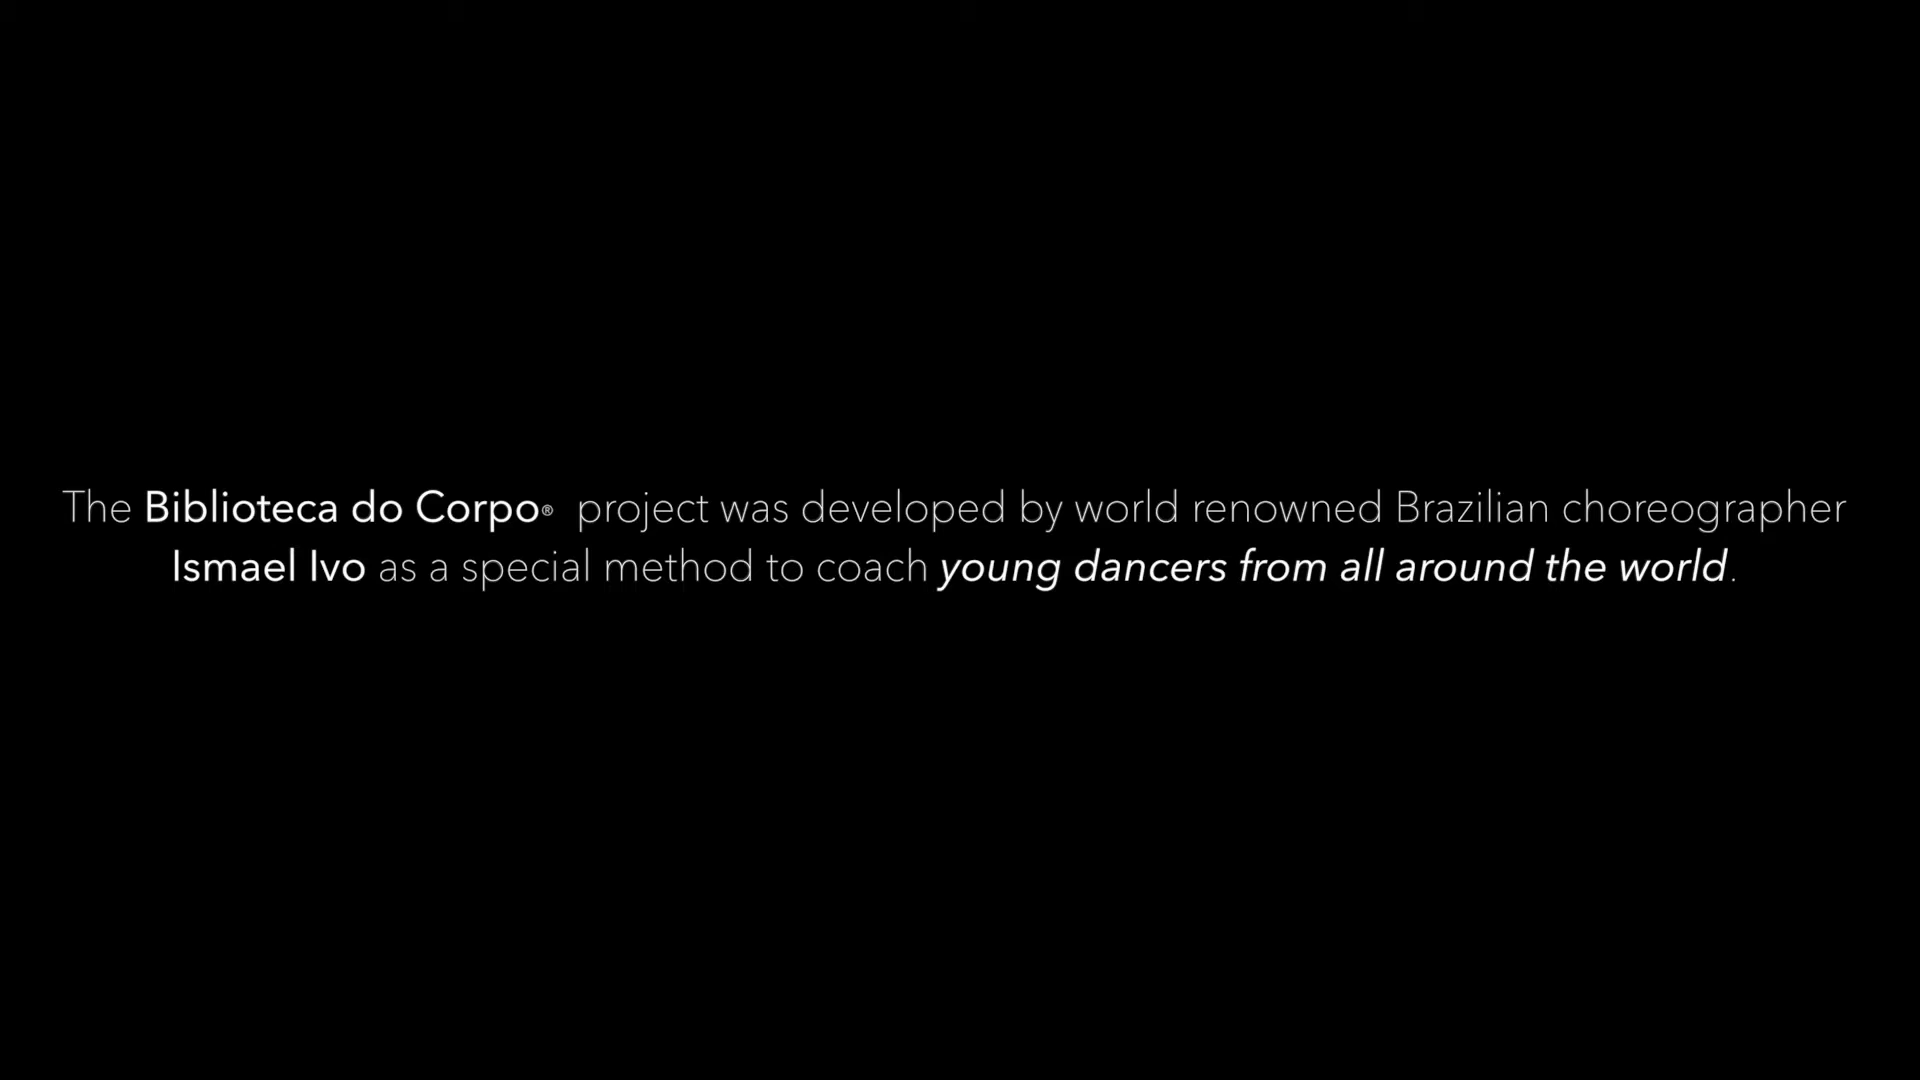 The Biblioteca do Corpo® project was developed by world renowned Brazilian choreographer
Ismael Ivo as a special method to coach young dancers from all around the world.